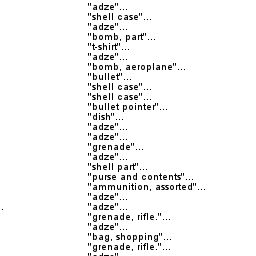 "adze"...
"shell case"...
"adze"...
"bomb, part"...
"t-shirt"...
"adze"...
"bomb, aeroplane"...
"bullet"...
"shell case"...
"shell case"...
"bullet pointer"...
"dish"...
"adze"...
"adze"...
"grenade"...
"adze"...
"shell part"...
"purse and contents"...
"ammunition, assorted"...
"adze"...
"adze"...
"grenade, rifle."...
"adze"...
"bag, shopping"...
"grenade, rifle."...